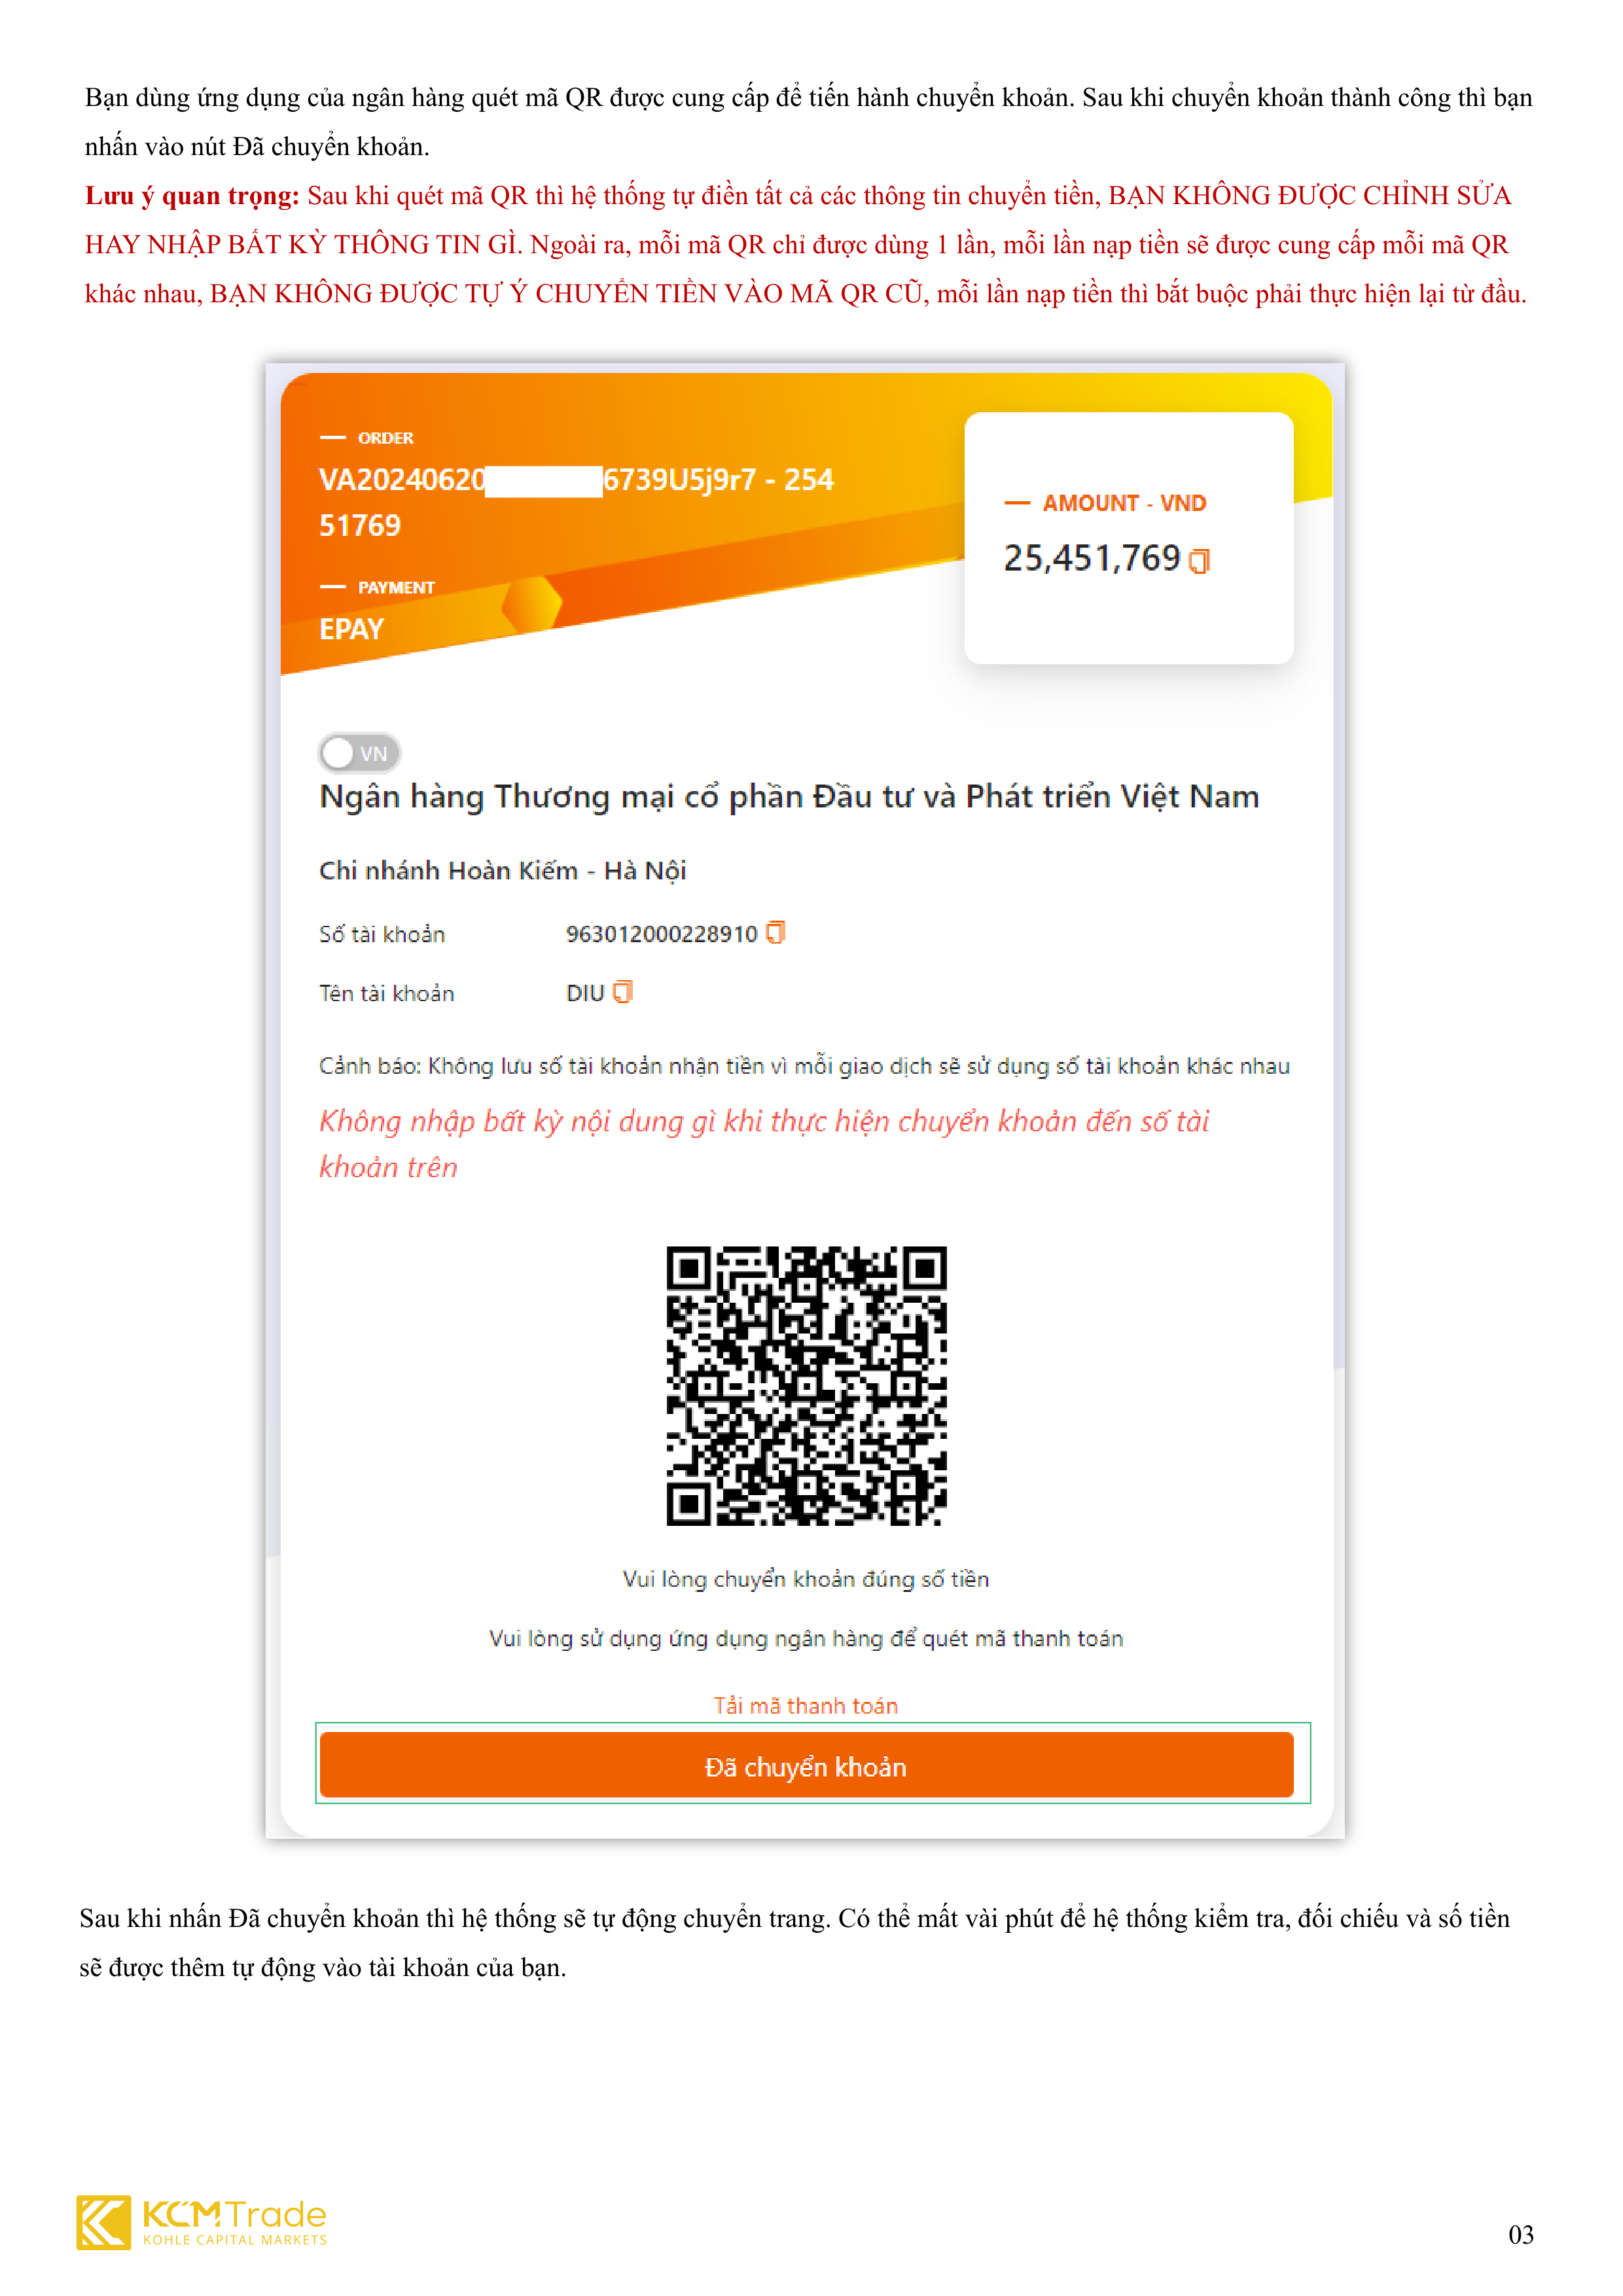 Bạn dùng ứng dụng của ngân hàng quét mã QR được cung cấp để tiến hành chuyển khoản. Sau khi chuyển khoản thành công thì bạn
nhấn vào nút Đã chuyển khoản.
Lưu ý quan trọng: Sau khi quét mã QR thì hệ thống tự điền tất cả các thông tin chuyển tiền, BẠN KHÔNG ĐƯỢC CHỈNH SỬA
HAY NHẬP BẤT KỲ THÔNG TIN GÌ. Ngoài ra, mỗi mã QR chỉ được dùng 1 lần, mỗi lần nạp tiền sẽ được cung cấp mỗi mã QR
khác nhau, BẠN KHÔNG ĐƯỢC TỰ Ý CHUYỂN TIỀN VÀO MÃ QR CŨ, mỗi lần nạp tiền thì bắt buộc phải thực hiện lại từ đầu.
ORDER
VA20240620 6739U5j9r7 - 254
51769
AMOUNT - VND
25,451,769
PAYMENT
EPAY
VN
Ngân hàng Thương mại cổ phần Đầu tư và Phát triển Việt Nam
Chi nhánh Hoàn Kiếm - Hà Nội
Số tài khoản 963012000228910
Tên tài khoản DIU
Cảnh báo: Không lưu số tài khoản nhận tiền vì mỗi giao dịch sẽ sử dụng số tài khoản khác nhau
Không nhập bất kỳ nội dung gì khi thực hiện chuyển khoản đến số tài
khoản trên
Vui lòng chuyển khoản đúng số tiền
Vui lòng sử dụng ứng dụng ngân hàng để quét mã thanh toán
Tải mã thanh toán
Đã chuyển khoản
Sau khi nhấn Đã chuyển khoản thì hệ thống sẽ tự động chuyển trang. Có thể mất vài phút để hệ thống kiểm tra, đối chiếu và số tiền
sẽ được thêm tự động vào tài khoản của bạn.
KCMTrade
KOHLE CAPITAL MARKETS
03